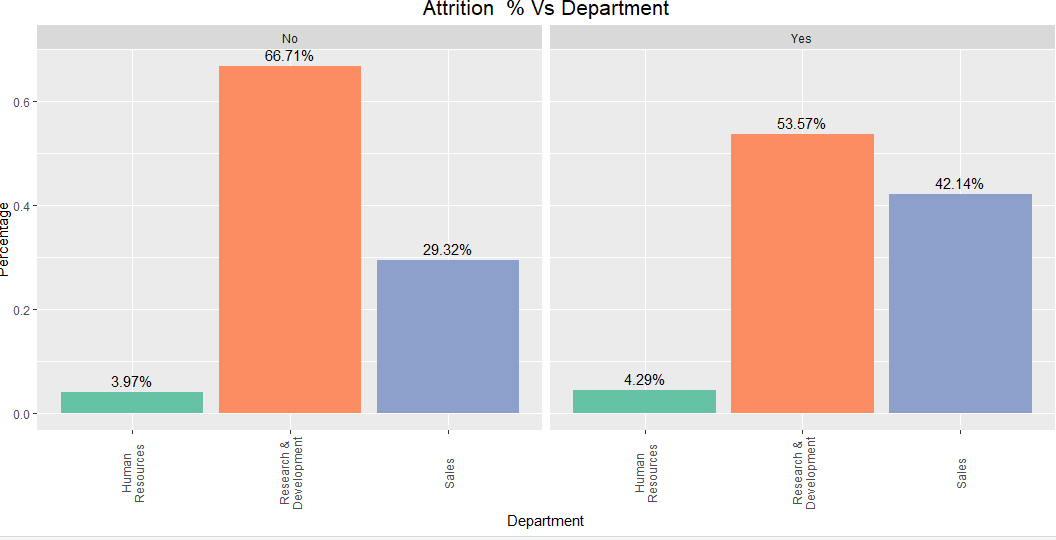 Attrition  % Vs Department
No
Yes
66.71%
53.57%
42.14%
29.32%
3.97%
4.29%
0.6
0.4
0.2
0.0
Percentage
Human
Resources
Research &
Development
Sales
Human
Resources
Research &
Development
Sales
Department